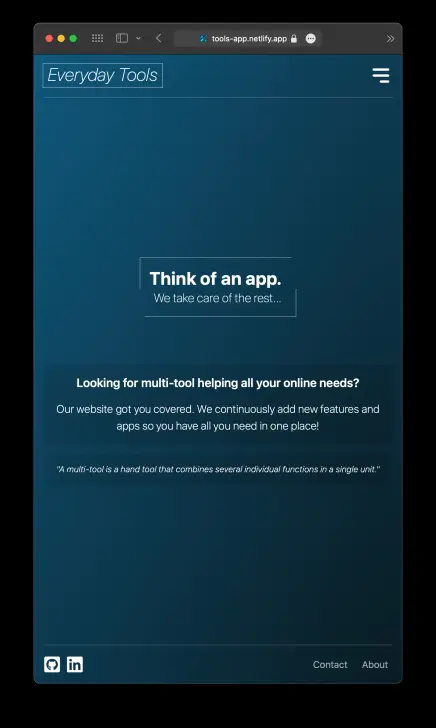 tools-app.netlify.app
Everyday Tools
Think of an app.
We take care of the rest...
Looking for multi-tool helping all your online needs?
Our website got you covered. We continuously add new features and
apps so you have all you need in one place!
"A multi-tool is a hand tool that combines several individual functions in a single unit."
in
Contact About